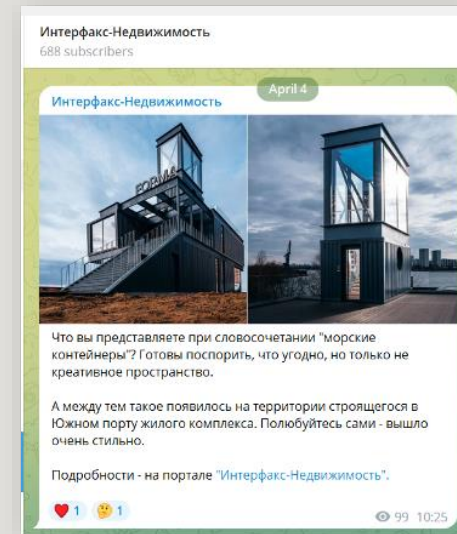 Интерфакс-Недвижимость
688 subscribers
April 4
Интерфакс-Недвижимость
FORMA
Что вы представляете при словосочетании "морские
контейнеры"? Готовы поспорить, что угодно, но только не
креативное пространство.
А между тем такое появилось на территории строящегося в
Южном порту жилого комплекса. Полюбуйтесь сами - вышло
очень стильно.
Подробности - на портале "Интерфакс-Недвижимость".
1
1
99 10:25